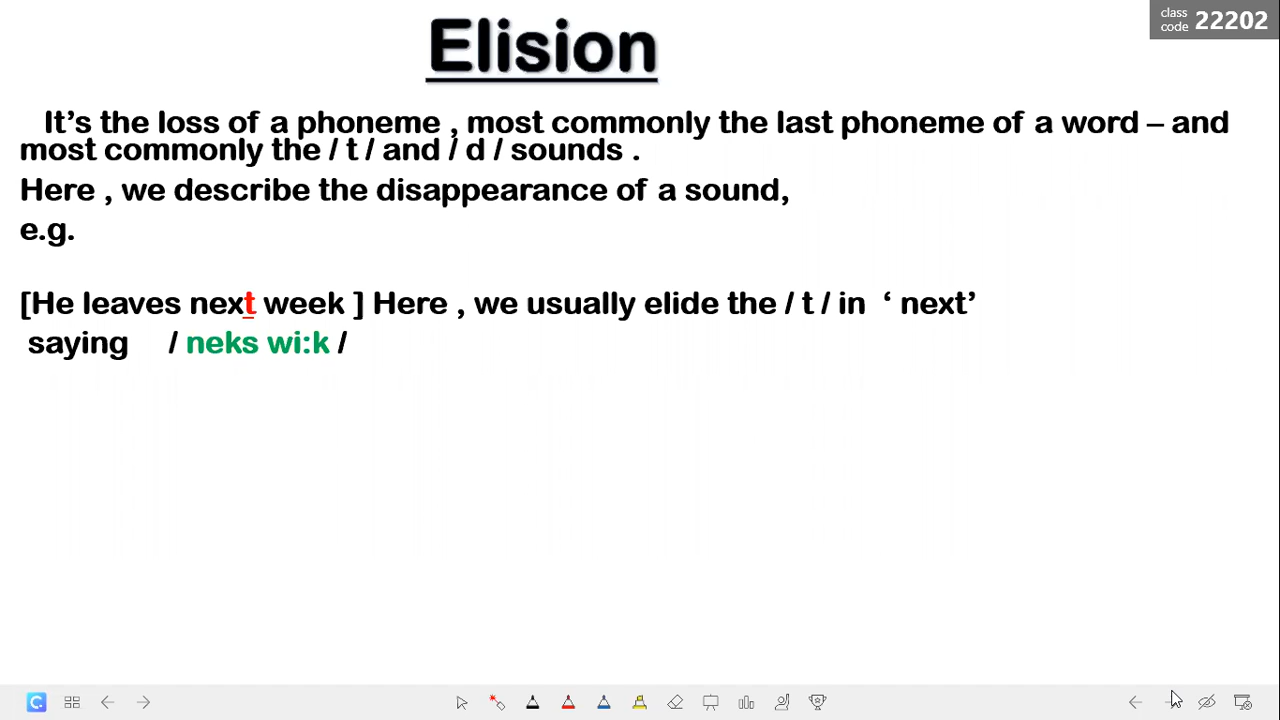 class
code 22202
Elision
It’s the loss of a phoneme , most commonly the last phoneme of a word – and
most commonly the / t / and / d / sounds .
Here , we describe the disappearance of a sound,
e.g.
[He leaves next week ] Here , we usually elide the / t / in ‘ next’
saying / neks wi:k /